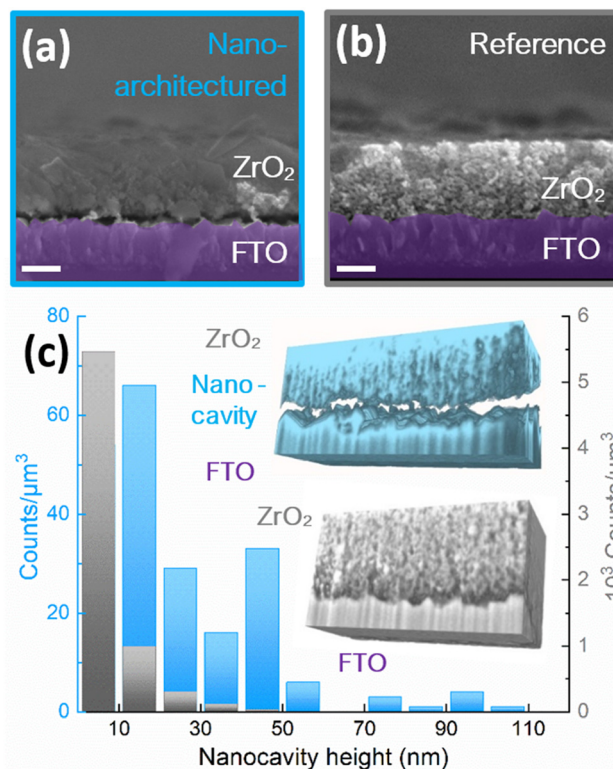 (a)
Nano-
architectured
ZrO₂
FTO
(b)
Reference
ZrO₂
FTO
(c)
80
60
40
20
0
Counts/µm³
6
5
4
3
2
1
0
10³ Counts/µm³
ZrO₂
Nano-
cavity
FTO
ZrO₂
FTO
10 30 50 70 90 110
Nanocavity height (nm)